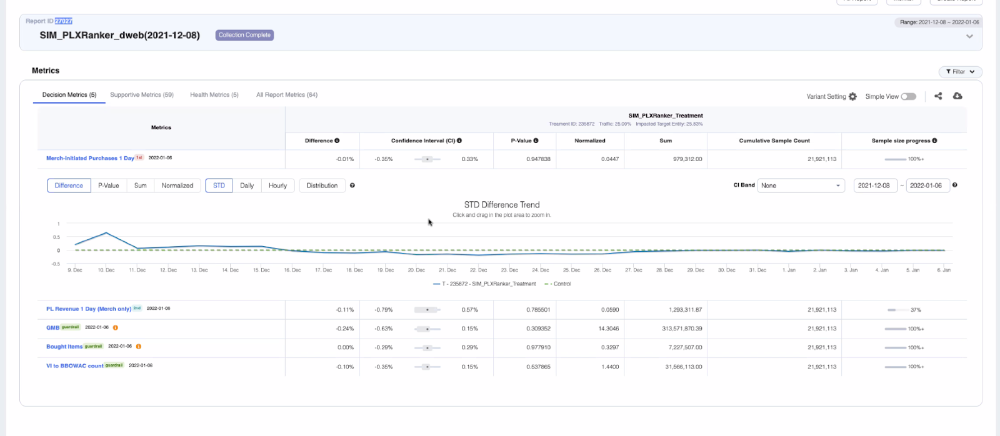 All Report Monitor Create Report
Report ID 27027
Range: 2021-12-08 ~ 2022-01-06
SIM_PLXRanker_dweb(2021-12-08) Collection Complete
Metrics
Filter
Decision Metrics (5) Supportive Metrics (59) Health Metrics (5) All Report Metrics (64)
Variant Setting Simple View
Metrics
SIM_PLXRanker_Treatment
Treament ID: 235872 Traffic: 25.00% Impacted Target Entity: 25.83%
Difference Confidence Interval (CI) P-Value Normalized Sum Cumulative Sample Count Sample size progress
Merch-initiated Purchases 1 Day 1st 2022-01-06 -0.01% -0.35% 0.33% 0.947838 0.0447 979,312.00 21,921,113 100%+
Difference P-Value Sum Normalized STD Daily Hourly Distribution
CI Band None 2021-12-08 ~ 2022-01-06
STD Difference Trend
Click and drag in the plot area to zoom in.
1
0.5
0
-0.5
9. Dec 10. Dec 11. Dec 12. Dec 13. Dec 14. Dec 15. Dec 16. Dec 17. Dec 18. Dec 19. Dec 20. Dec 21. Dec 22. Dec 23. Dec 24. Dec 25. Dec 26. Dec 27. Dec 28. Dec 29. Dec 30. Dec 31. Dec 1. Jan 2. Jan 3. Jan 4. Jan 5. Jan 6. Jan
T - 235872 - SIM_PLXRanker_Treatment Control
PL Revenue 1 Day (Merch only) 2nd 2022-01-06 -0.11% -0.79% 0.57% 0.785501 0.0590 1,293,311.87 21,921,113 37%
GMB guardrail 2022-01-06 -0.24% -0.63% 0.15% 0.309352 14.3046 313,571,870.39 21,921,113 100%+
Bought Items guardrail 2022-01-06 0.00% -0.29% 0.29% 0.977910 0.3297 7,227,507.00 21,921,113 100%+
VI to BBOWAC count guardrail 2022-01-06 -0.10% -0.35% 0.15% 0.537865 1.4400 31,566,113.00 21,921,113 100%+